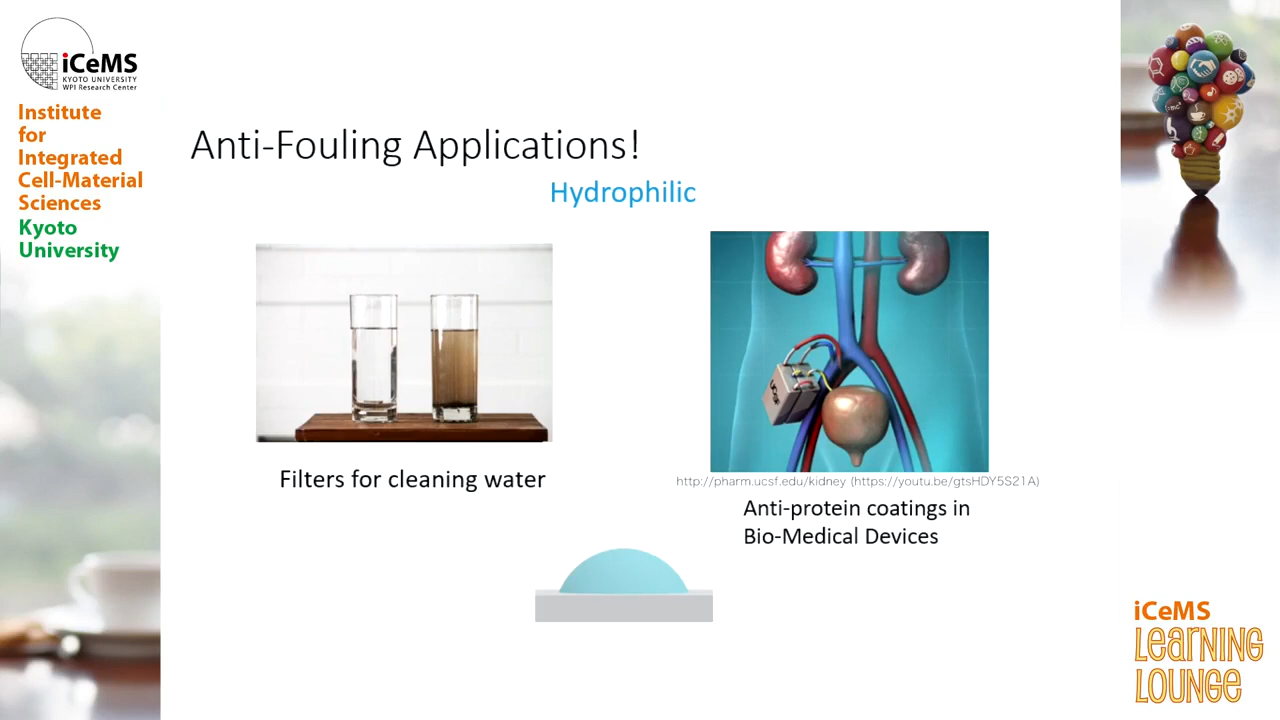 iCeMS
KYOTO UNIVERSITY
WPI Research Center
Institute
for
Integrated
Cell-Material
Sciences
Kyoto
University
Anti-Fouling Applications!
Hydrophilic
UCSF
Filters for cleaning water
http://pharm.ucsf.edu/kidney (https://youtu.be/gtsHDY5S21A)
Anti-protein coatings in
Bio-Medical Devices
iCeMS
Learning
Lounge